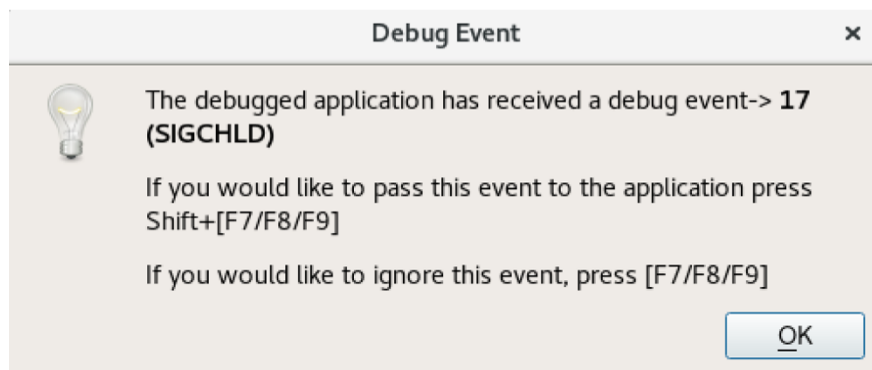 Debug Event
The debugged application has received a debug event-> 17
(SIGCHLD)
If you would like to pass this event to the application press
Shift+[F7/F8/F9]
If you would like to ignore this event, press [F7/F8/F9]
OK